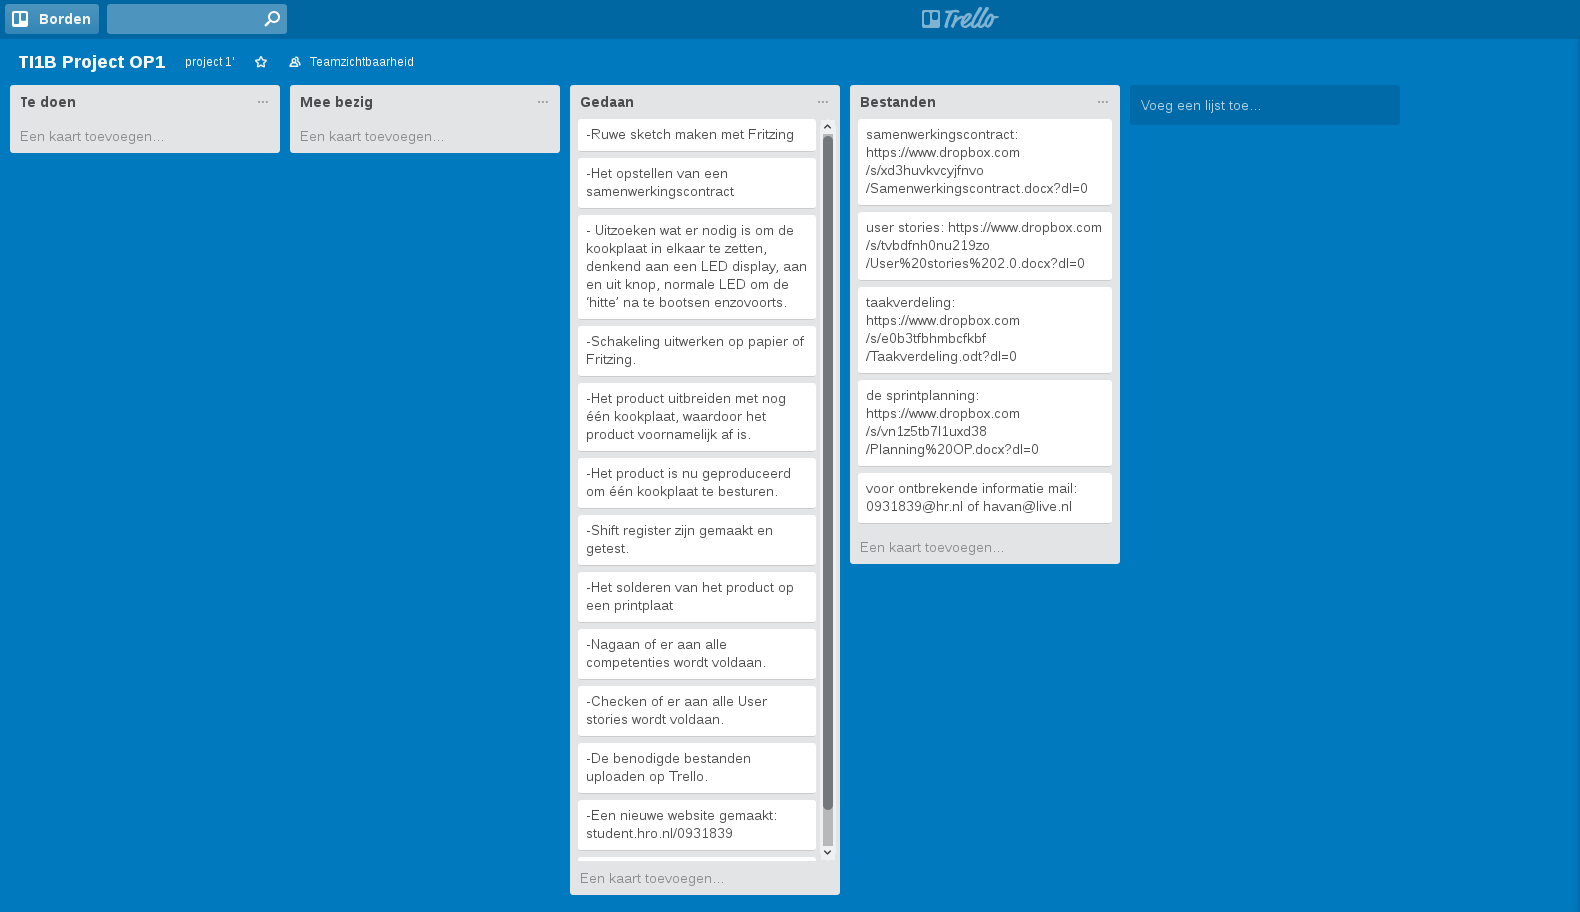 Borden
Trello
TI1B Project OP1
project 1'
Teamzichtbaarheid
Te doen
Een kaart toevoegen...
Mee bezig
Een kaart toevoegen...
Gedaan
-Ruwe sketch maken met Fritzing
-Het opstellen van een
samenwerkingscontract
- Uitzoeken wat er nodig is om de
kookplaat in elkaar te zetten,
denkend aan een LED display, aan
en uit knop, normale LED om de
‘hitte’ na te bootsen enzovoorts.
-Schakeling uitwerken op papier of
Fritzing.
-Het product uitbreiden met nog
één kookplaat, waardoor het
product voornamelijk af is.
-Het product is nu geproduceerd
om één kookplaat te besturen.
-Shift register zijn gemaakt en
getest.
-Het solderen van het product op
een printplaat
-Nagaan of er aan alle
competenties wordt voldaan.
-Checken of er aan alle User
stories wordt voldaan.
-De benodigde bestanden
uploaden op Trello.
-Een nieuwe website gemaakt:
student.hro.nl/0931839
Een kaart toevoegen...
Bestanden
samenwerkingscontract:
https://www.dropbox.com
/s/xd3huvkvcyjfnvo
/Samenwerkingscontract.docx?dl=0
user stories: https://www.dropbox.com
/s/tvbdfnh0nu219zo
/User%20stories%202.0.docx?dl=0
taakverdeling:
https://www.dropbox.com
/s/e0b3tfbhmbcfkbf
/Taakverdeling.odt?dl=0
de sprintplanning:
https://www.dropbox.com
/s/vn1z5tb7l1uxd38
/Planning%20OP.docx?dl=0
voor ontbrekende informatie mail:
0931839@hr.nl of havan@live.nl
Een kaart toevoegen...
Voeg een lijst toe...